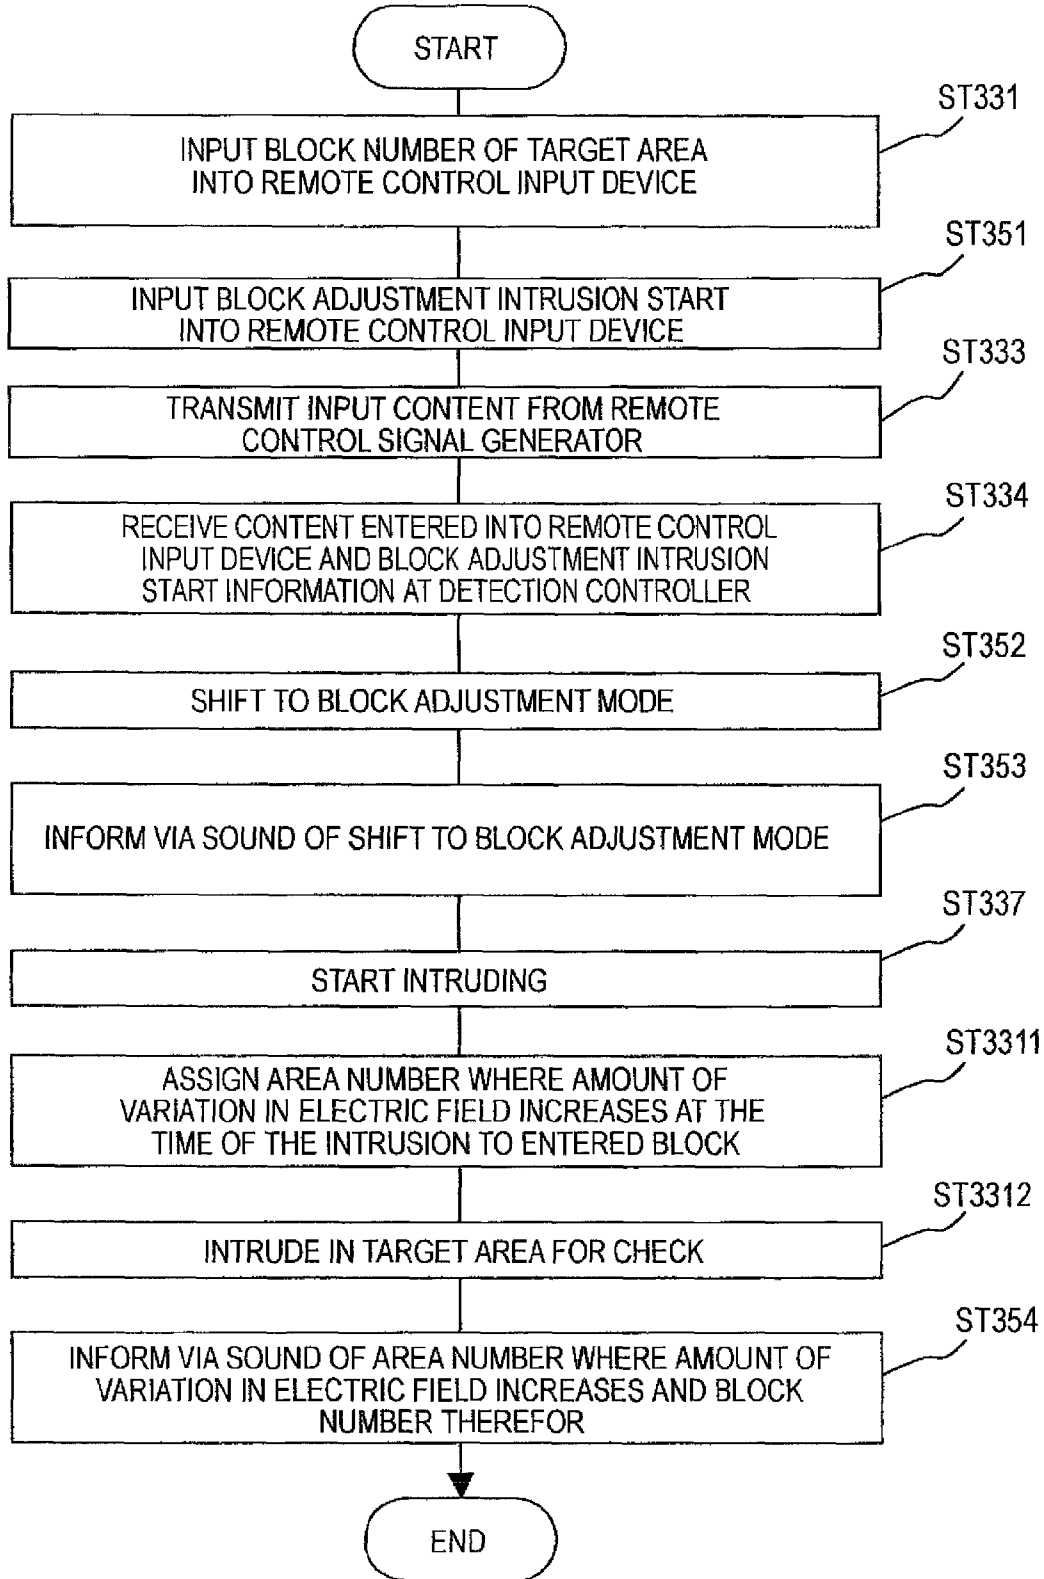 START
ST331
INPUT BLOCK NUMBER OF TARGET AREA
INTO REMOTE CONTROL INPUT DEVICE
ST351
INPUT BLOCK ADJUSTMENT INTRUSION START
INTO REMOTE CONTROL INPUT DEVICE
ST333
TRANSMIT INPUT CONTENT FROM REMOTE
CONTROL SIGNAL GENERATOR
ST334
RECEIVE CONTENT ENTERED INTO REMOTE CONTROL
INPUT DEVICE AND BLOCK ADJUSTMENT INTRUSION
START INFORMATION AT DETECTION CONTROLLER
ST352
SHIFT TO BLOCK ADJUSTMENT MODE
ST353
INFORM VIA SOUND OF SHIFT TO BLOCK ADJUSTMENT MODE
ST337
START INTRUDING
ST3311
ASSIGN AREA NUMBER WHERE AMOUNT OF
VARIATION IN ELECTRIC FIELD INCREASES AT THE
TIME OF THE INTRUSION TO ENTERED BLOCK
ST3312
INTRUDE IN TARGET AREA FOR CHECK
ST354
INFORM VIA SOUND OF AREA NUMBER WHERE AMOUNT OF
VARIATION IN ELECTRIC FIELD INCREASES AND BLOCK
NUMBER THEREFOR
END